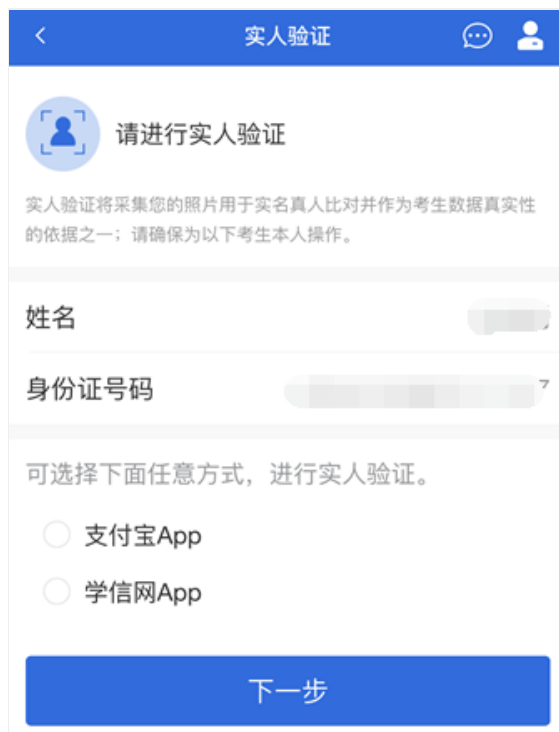 实人验证
请进行实人验证
实人验证将采集您的照片用于实名真人比对并作为考生数据真实性
的依据之一；请确保为以下考生本人操作。
姓名
身份证号码 7
可选择下面任意方式，进行实人验证。
支付宝App
学信网App
下一步